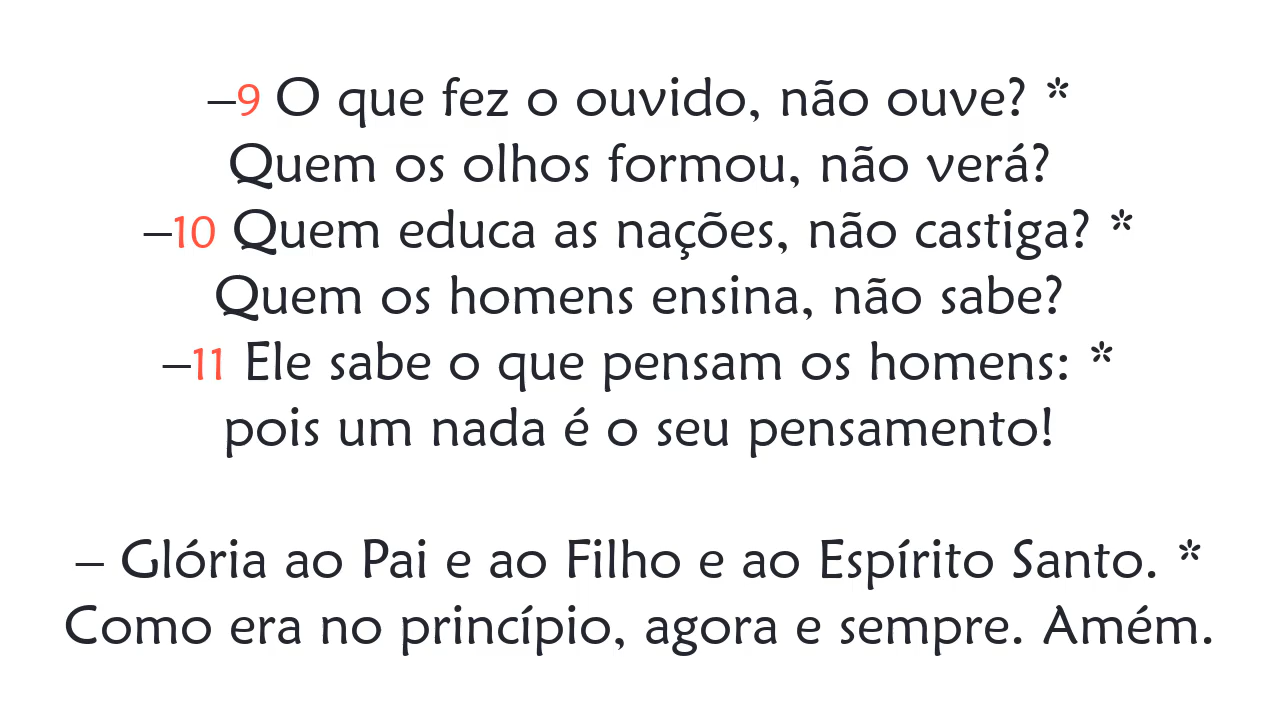 –9 O que fez o ouvido, não ouve? *
Quem os olhos formou, não verá?
–10 Quem educa as nações, não castiga? *
Quem os homens ensina, não sabe?
–11 Ele sabe o que pensam os homens: *
pois um nada é o seu pensamento!
– Glória ao Pai e ao Filho e ao Espírito Santo. *
Como era no princípio, agora e sempre. Amém.